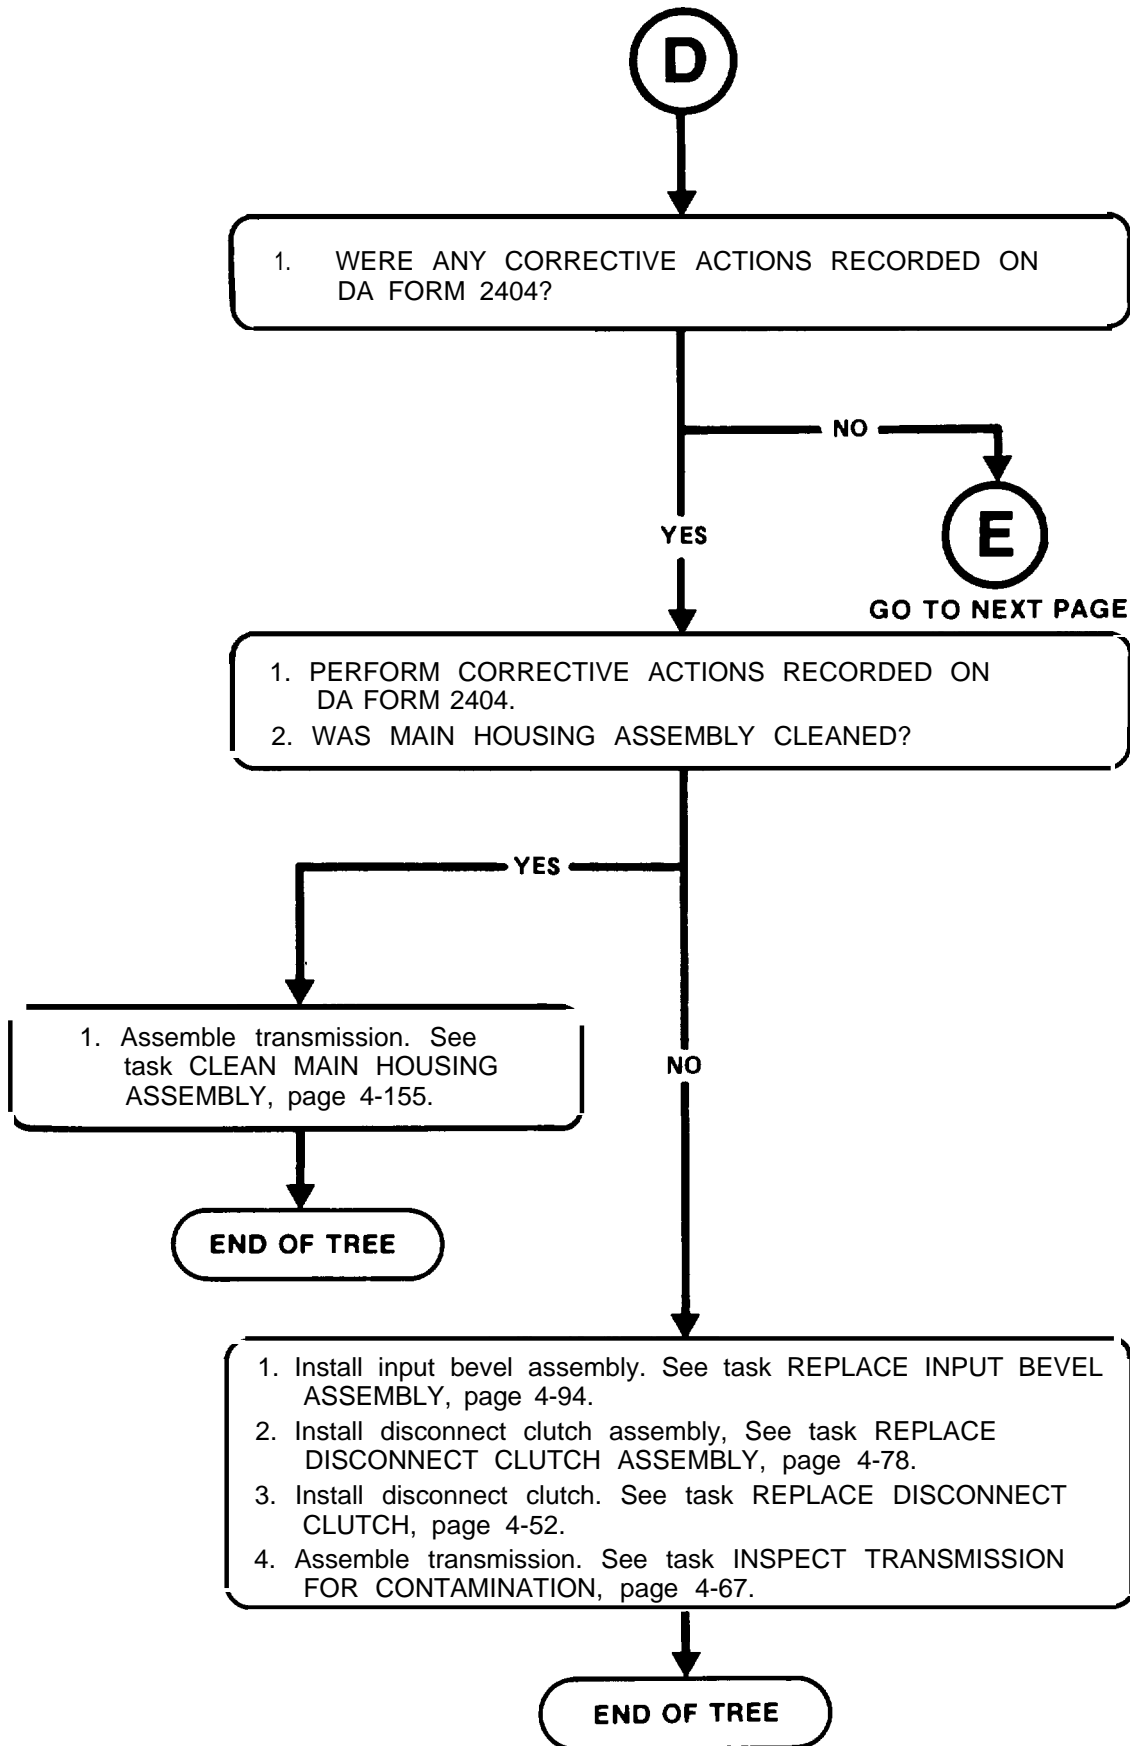 D
1. WERE ANY CORRECTIVE ACTIONS RECORDED ON
DA FORM 2404?
NO
YES
E
GO TO NEXT PAGE
1. PERFORM CORRECTIVE ACTIONS RECORDED ON
DA FORM 2404.
2. WAS MAIN HOUSING ASSEMBLY CLEANED?
YES
NO
1. Assemble transmission. See
task CLEAN MAIN HOUSING
ASSEMBLY, page 4-155.
END OF TREE
1. Install input bevel assembly. See task REPLACE INPUT BEVEL
ASSEMBLY, page 4-94.
2. Install disconnect clutch assembly, See task REPLACE
DISCONNECT CLUTCH ASSEMBLY, page 4-78.
3. Install disconnect clutch. See task REPLACE DISCONNECT
CLUTCH, page 4-52.
4. Assemble transmission. See task INSPECT TRANSMISSION
FOR CONTAMINATION, page 4-67.
END OF TREE